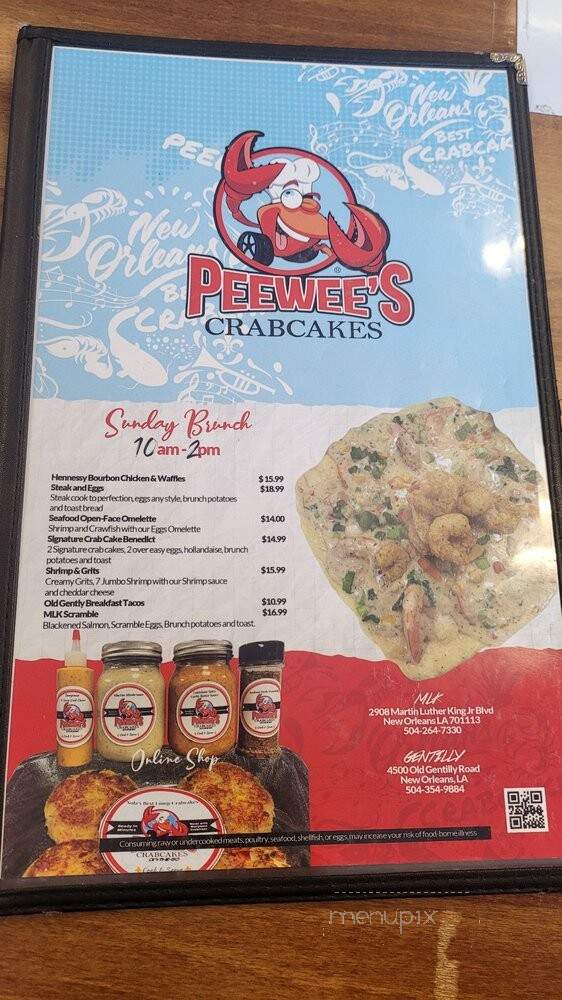 New
Orleans
BEST
CRABCAK
PEE
New
Orleans
PEEWEE'S
CRABCAKES
Sunday Brunch
10am-2pm
Hennessy Bourbon Chicken & Waffles $15.99
Steak and Eggs $18.99
Steak cook to perfection, eggs any style, brunch potatoes
and toast bread
Seafood Open-Face Omelette $14.00
Shrimp and Crawfish with our Eggs Omelette
Signature Crab Cake Benedict $14.99
2 Signature crab cakes, 2 over easy eggs, hollandaise, brunch
potatoes and toast
Shrimp & Grits $15.99
Creamy Grits, 7 Jumbo Shrimp with our Shrimp sauce
and cheddar cheese
Old Gently Breakfast Tacos $10.99
MLK Scramble $16.99
Blackened Salmon, Scramble Eggs, Brunch potatoes and toast.
Online Shop
MLK
2908 Martin Luther King Jr Blvd
New Orleans LA 701113
504-264-7330
GENTILLY
4500 Old Gentilly Road
New Orleans, LA
504-354-9884
Consuming raw or undercooked meats, poultry, seafood, shellfish, or eggs, may incease your risk of food-borne illness
CRABCAKES
menupix